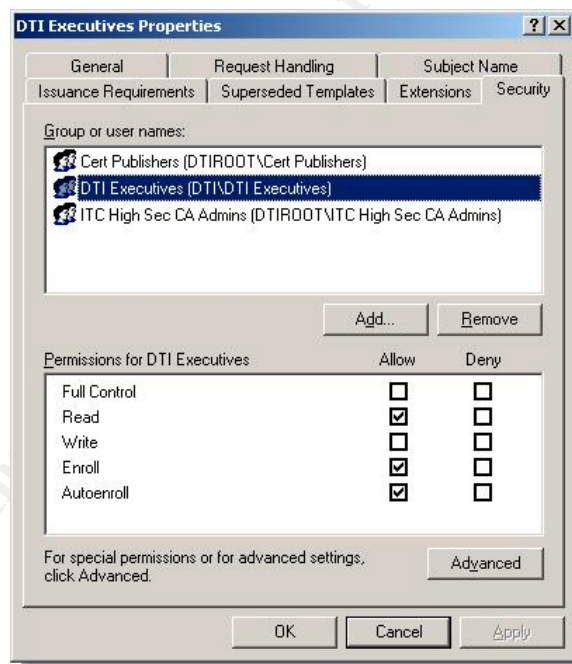 DTI Executives Properties
General Request Handling Subject Name
Issuance Requirements Superseded Templates Extensions Security
Group or user names:
Cert Publishers (DTIROOT\Cert Publishers)
DTI Executives (DTI\DTI Executives)
ITC High Sec CA Admins (DTIROOT\ITC High Sec CA Admins)
Add... Remove
Permissions for DTI Executives Allow Deny
Full Control
Read
Write
Enroll
Autoenroll
For special permissions or for advanced settings, click Advanced.
Advanced
OK Cancel Apply